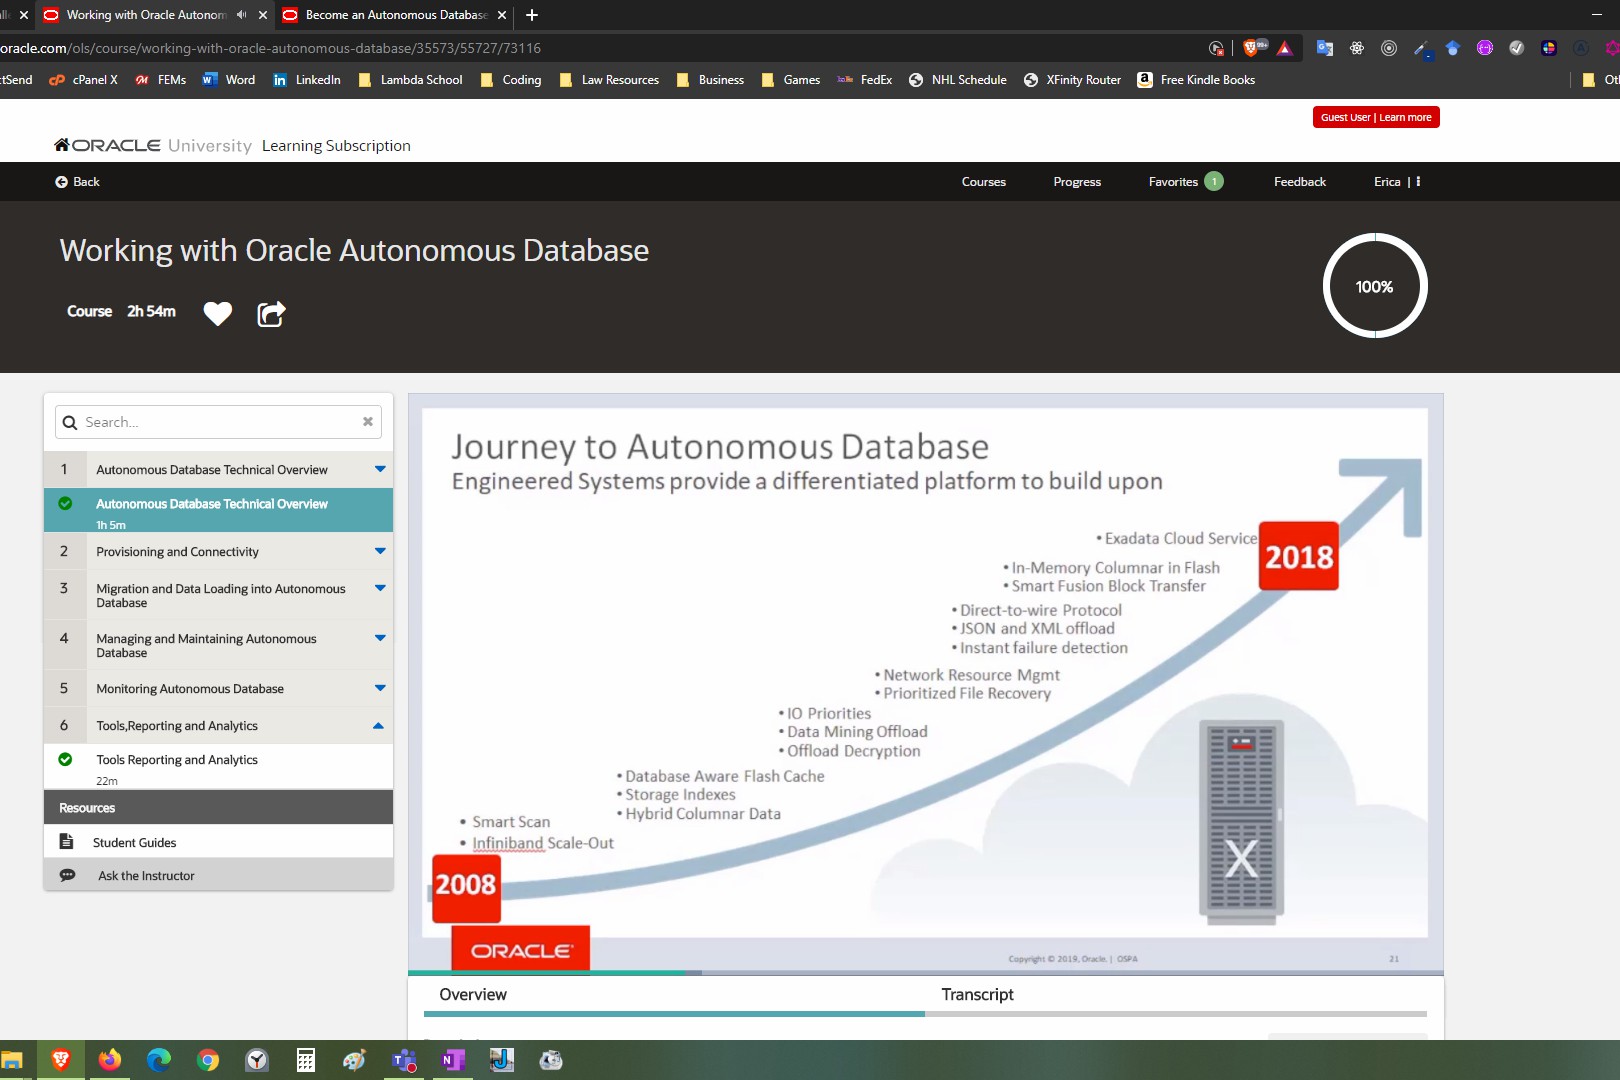 Working with Oracle Autonom
Become an Autonomous Database
oracle.com/ols/course/working-with-oracle-autonomous-database/35573/55727/73116
99+
ctSend
cPanel X
FEMs
Word
LinkedIn
Lambda School
Coding
Law Resources
Business
Games
FedEx
NHL Schedule
XFinity Router
Free Kindle Books
Guest User | Learn more
ORACLE University Learning Subscription
Back
Courses
Progress
Favorites 1
Feedback
Erica |
Working with Oracle Autonomous Database
Course 2h 54m
100%
Search...
1 Autonomous Database Technical Overview
Autonomous Database Technical Overview
1h 5m
2 Provisioning and Connectivity
3 Migration and Data Loading into Autonomous
Database
4 Managing and Maintaining Autonomous
Database
5 Monitoring Autonomous Database
6 Tools,Reporting and Analytics
Tools Reporting and Analytics
22m
Resources
Student Guides
Ask the Instructor
Journey to Autonomous Database
Engineered Systems provide a differentiated platform to build upon
• Exadata Cloud Service
2018
• In-Memory Columnar in Flash
• Smart Fusion Block Transfer
• Direct-to-wire Protocol
• JSON and XML offload
• Instant failure detection
• Network Resource Mgmt
• Prioritized File Recovery
• IO Priorities
• Data Mining Offload
• Offload Decryption
• Database Aware Flash Cache
• Storage Indexes
• Hybrid Columnar Data
• Smart Scan
• Infiniband Scale-Out
2008
X
ORACLE
Copyright © 2019, Oracle. | OSPA
21
Overview
Transcript